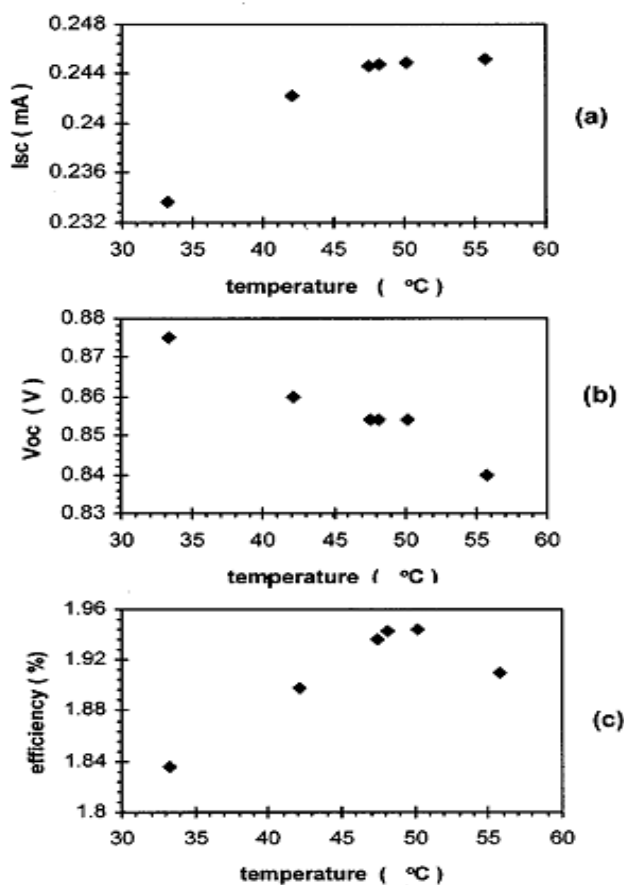 0.248
0.244
0.24
0.236
0.232
Isc ( mA )
30 35 40 45 50 55 60
temperature ( ºC )
(a)
0.88
0.87
0.86
0.85
0.84
0.83
Voc ( V )
30 35 40 45 50 55 60
temperature ( ºC )
(b)
1.96
1.92
1.88
1.84
1.8
efficiency ( % )
30 35 40 45 50 55 60
temperature ( ºC )
(c)